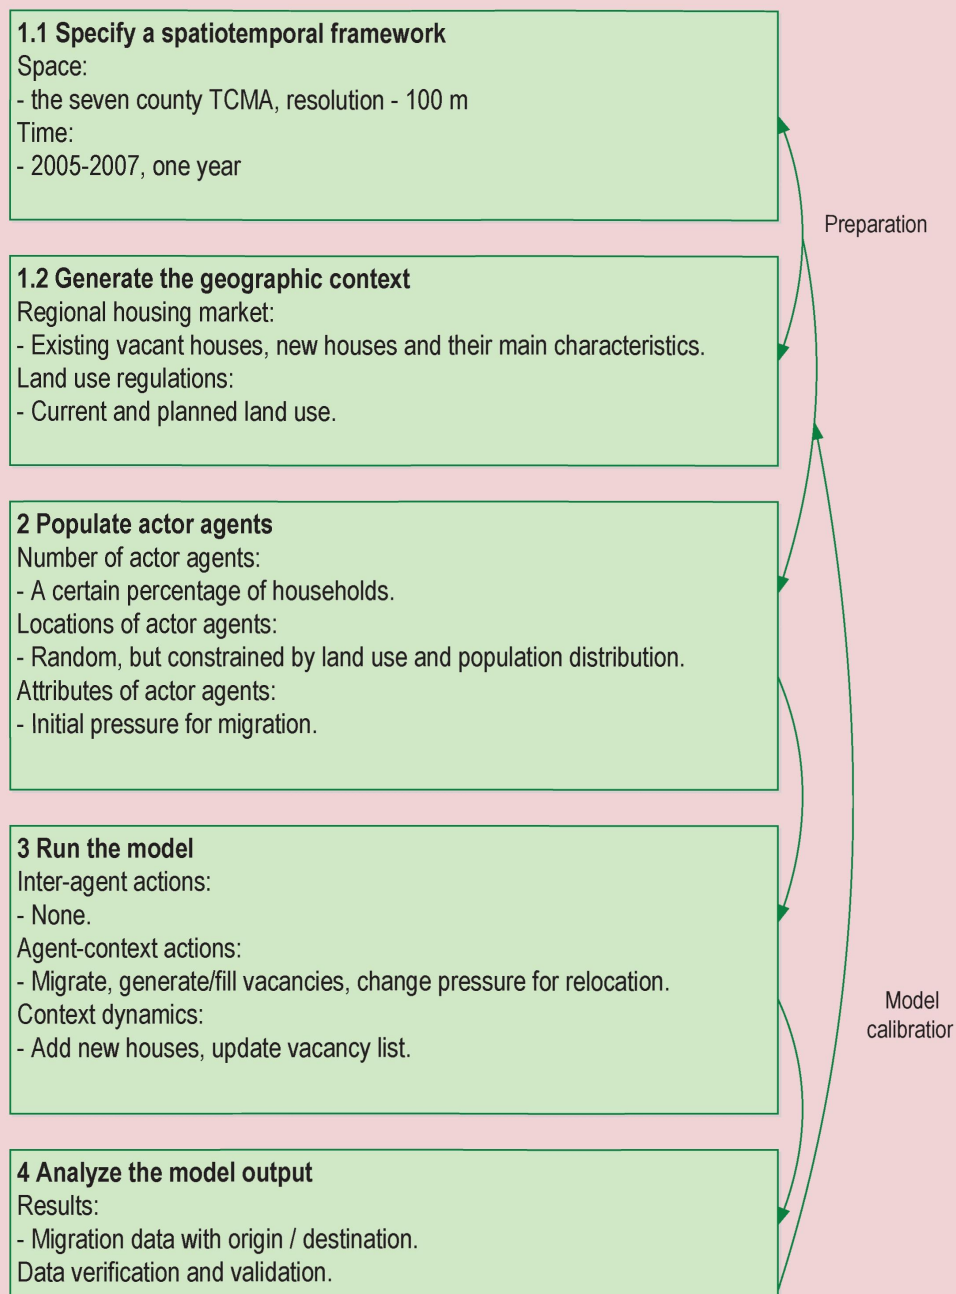 1.1 Specify a spatiotemporal framework
Space:
- the seven county TCMA, resolution - 100 m
Time:
- 2005-2007, one year
Preparation
1.2 Generate the geographic context
Regional housing market:
- Existing vacant houses, new houses and their main characteristics.
Land use regulations:
- Current and planned land use.
2 Populate actor agents
Number of actor agents:
- A certain percentage of households.
Locations of actor agents:
- Random, but constrained by land use and population distribution.
Attributes of actor agents:
- Initial pressure for migration.
3 Run the model
Inter-agent actions:
- None.
Agent-context actions:
- Migrate, generate/fill vacancies, change pressure for relocation.
Context dynamics:
- Add new houses, update vacancy list.
Model
calibratior
4 Analyze the model output
Results:
- Migration data with origin / destination.
Data verification and validation.